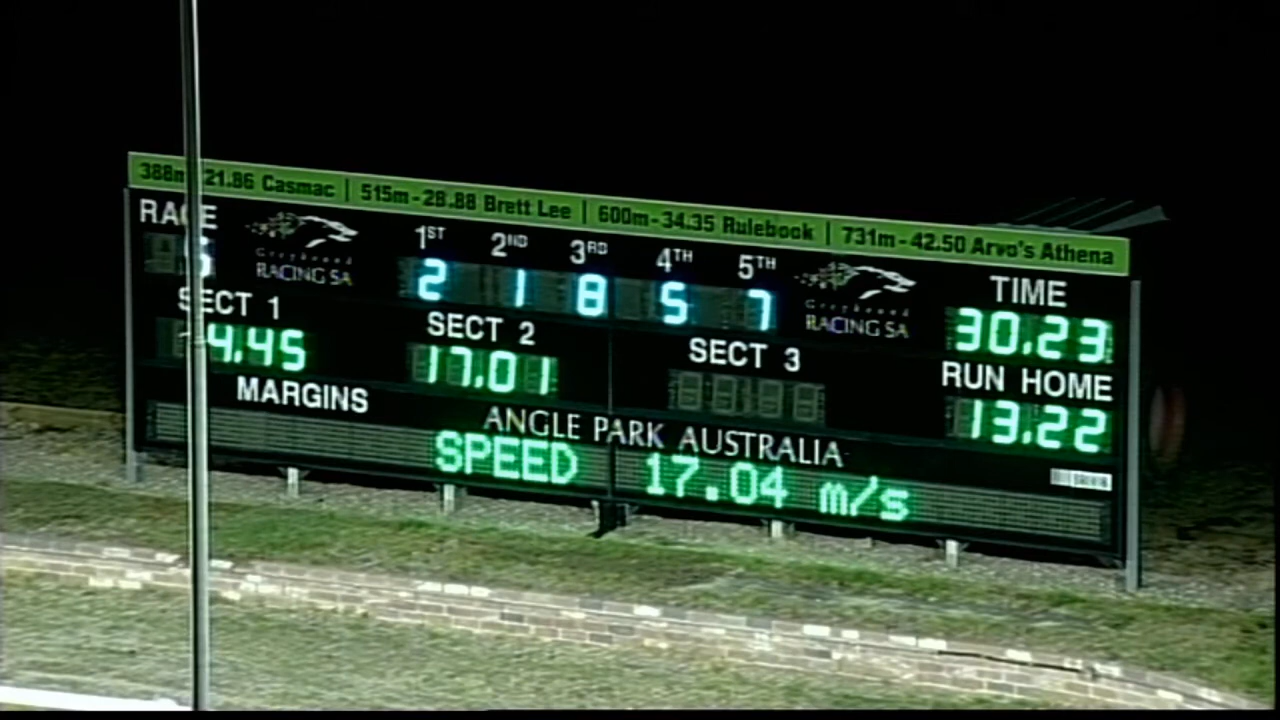 388m 21.86 Casmac | 515m - 28.88 Brett Lee | 600m - 34.35 Rulebook | 731m - 42.50 Arvo's Athena
RACE
Greyhound
RACING SA
1ST 2ND 3RD 4TH 5TH
2 1 8 5 7
Greyhound
RACING SA
TIME
30.23
SECT 1
4.45
SECT 2
17.01
SECT 3
RUN HOME
13.22
MARGINS
ANGLE PARK AUSTRALIA
SPEED 17.04 m/s